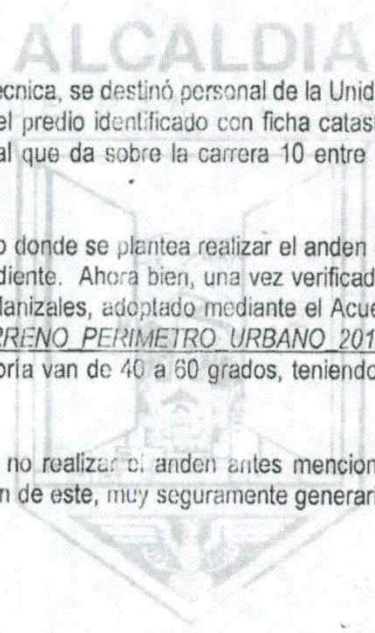 ALCALDIA
ecnica, se destinó personal de la Unid
el predio identificado con ficha catast
al que da sobre la carrera 10 entre
o donde se plantea realizar el anden
diente. Ahora bien, una vez verificad
Manizales, adoptado mediante el Acue
RRENO PERIMETRO URBANO 201
oría van de 40 a 60 grados, teniendo
no realizar el anden antes mencion
n de este, muy seguramente generari